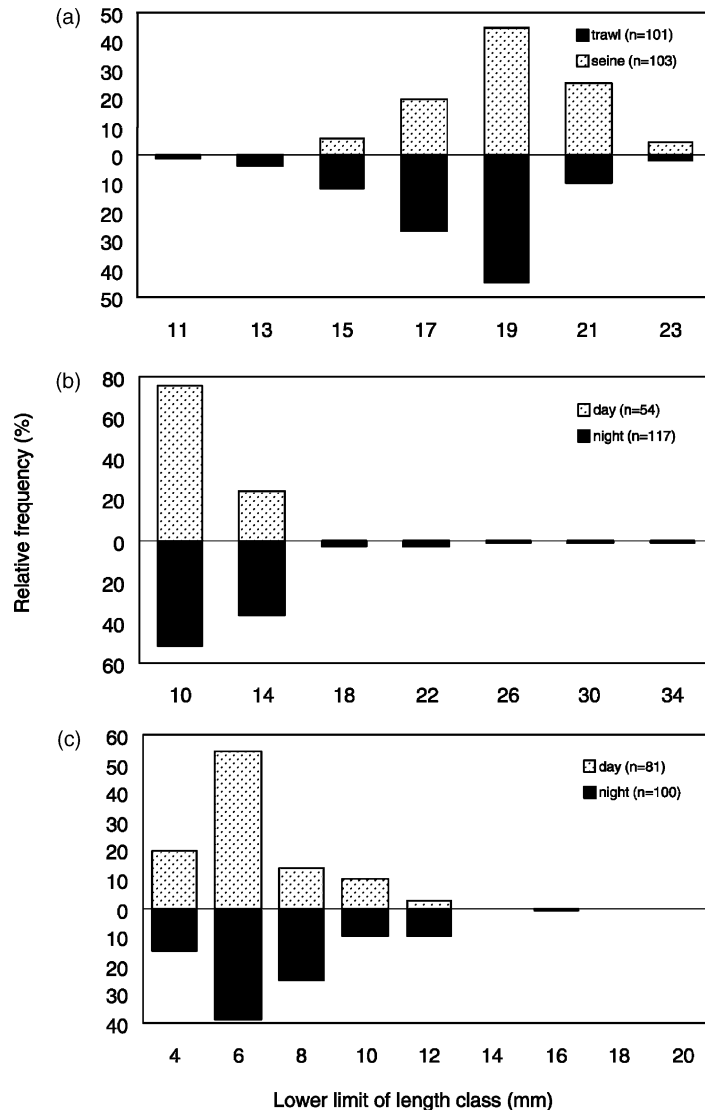 (a)
50
40
30
20
10
0
10
20
30
40
50
trawl (n=101)
seine (n=103)
11 13 15 17 19 21 23
(b)
80
60
40
20
0
20
40
60
day (n=54)
night (n=117)
10 14 18 22 26 30 34
Relative frequency (%)
(c)
60
50
40
30
20
10
0
10
20
30
40
day (n=81)
night (n=100)
4 6 8 10 12 14 16 18 20
Lower limit of length class (mm)